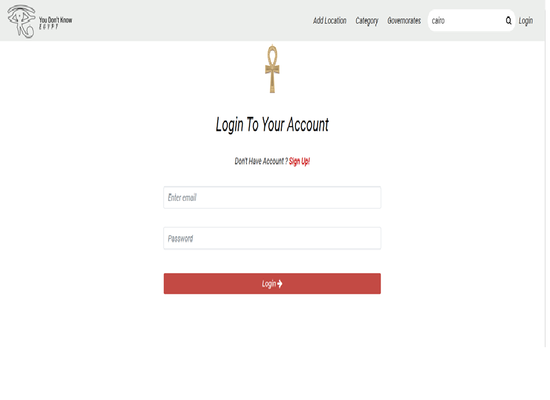 You Don't Know
EGYPT
Add Location Category Governorates cairo Login
Login To Your Account
Don't Have Account ? Sign Up!
Enter email
Password
Login